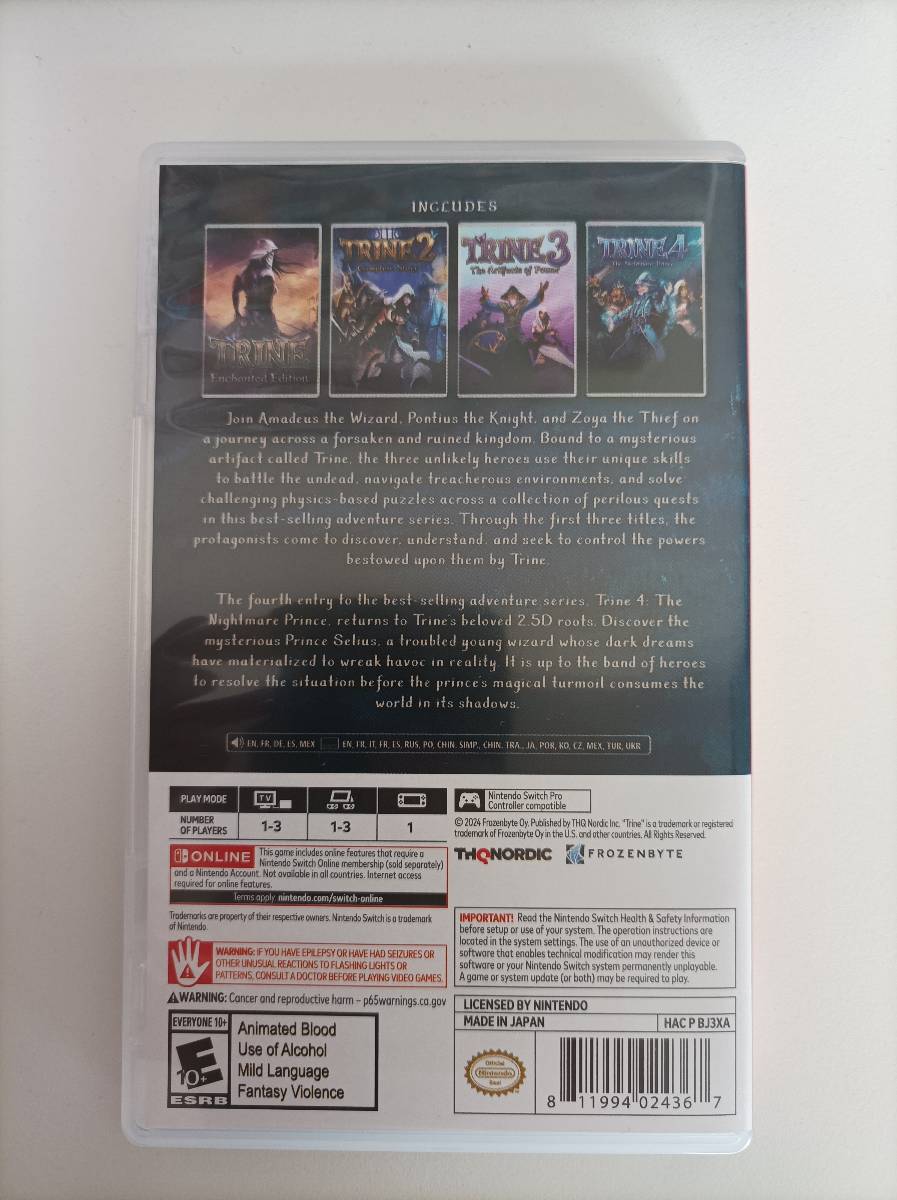 INCLUDES
TRINE
Enchanted Edition
TRINE 2
Complete Story
TRINE 3
The Artifacts of Power
TRINE 4
The Nightmare Prince
Join Amadeus the Wizard, Pontius the Knight, and Zoya the Thief on
a journey across a forsaken and ruined kingdom. Bound to a mysterious
artifact called Trine, the three unlikely heroes use their unique skills
to battle the undead, navigate treacherous environments, and solve
challenging physics-based puzzles across a collection of perilous quests
in this best-selling adventure series. Through the first three titles, the
protagonists come to discover, understand, and seek to control the powers
bestowed upon them by Trine.
The fourth entry to the best-selling adventure series, Trine 4: The
Nightmare Prince, returns to Trine's beloved 2.5D roots. Discover the
mysterious Prince Selius, a troubled young wizard whose dark dreams
have materialized to wreak havoc in reality. It is up to the band of heroes
to resolve the situation before the prince's magical turmoil consumes the
world in its shadows.
EN, FR, DE, ES, MEX EN, FR, IT, FR, ES, RUS, PO, CHIN. SIMP., CHIN. TRA., JA, POR, KO, CZ, MEX, TUR, UKR
PLAY MODE TV
NUMBER
OF PLAYERS 1-3 1-3 1
Nintendo Switch Pro
Controller compatible
© 2024 Frozenbyte Oy. Published by THQ Nordic Inc. "Trine" is a trademark or registered
trademark of Frozenbyte Oy in the U.S. and other countries. All Rights Reserved.
THQNORDIC FROZENBYTE
ONLINE This game includes online features that require a
Nintendo Switch Online membership (sold separately)
and a Nintendo Account. Not available in all countries. Internet access
required for online features.
Terms apply. nintendo.com/switch-online
Trademarks are property of their respective owners. Nintendo Switch is a trademark
of Nintendo.
WARNING: IF YOU HAVE EPILEPSY OR HAVE HAD SEIZURES OR
OTHER UNUSUAL REACTIONS TO FLASHING LIGHTS OR
PATTERNS, CONSULT A DOCTOR BEFORE PLAYING VIDEO GAMES.
WARNING: Cancer and reproductive harm – p65warnings.ca.gov
IMPORTANT! Read the Nintendo Switch Health & Safety Information
before setup or use of your system. The operation instructions are
located in the system settings. The use of an unauthorized device or
software that enables technical modification may render this
software or your Nintendo Switch system permanently unplayable.
A game or system update (or both) may be required to play.
LICENSED BY NINTENDO
MADE IN JAPAN HAC P BJ3XA
EVERYONE 10+
E
10+
ESRB
Animated Blood
Use of Alcohol
Mild Language
Fantasy Violence
Official
Nintendo
Seal
8 11994 02436 7